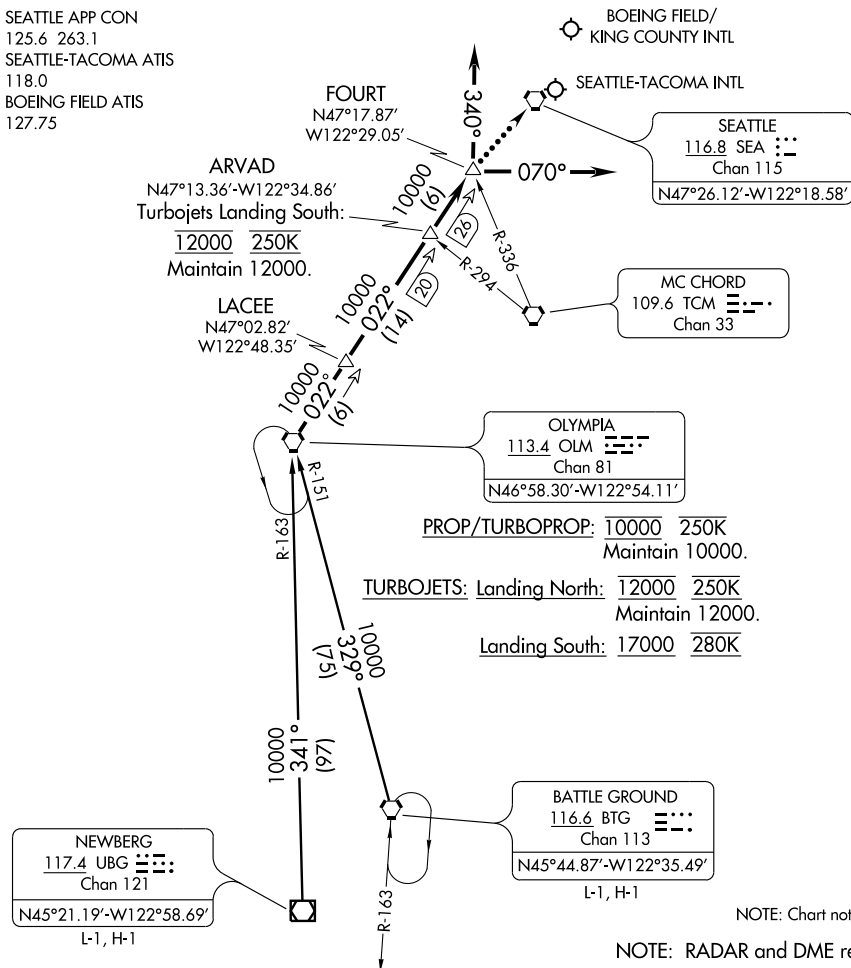 SEATTLE APP CON
125.6 263.1
SEATTLE-TACOMA ATIS
118.0
BOEING FIELD ATIS
127.75
BOEING FIELD/
KING COUNTY INTL
SEATTLE-TACOMA INTL
FOURT
N47°17.87'
W122°29.05'
340°
070°
SEATTLE
116.8 SEA
Chan 115
N47°26.12'-W122°18.58'
ARVAD
N47°13.36'-W122°34.86'
Turbojets Landing South:
12000 250K
Maintain 12000.
10000
(6)
26
R-336
R-294
MC CHORD
109.6 TCM
Chan 33
LACEE
N47°02.82'
W122°48.35'
10000
022°
(14)
20
10000
022°
(6)
OLYMPIA
113.4 OLM
Chan 81
N46°58.30'-W122°54.11'
R-151
R-163
PROP/TURBOPROP: 10000 250K
Maintain 10000.
TURBOJETS: Landing North: 12000 250K
Maintain 12000.
Landing South: 17000 280K
10000
329°
(75)
10000
341°
(97)
BATTLE GROUND
116.6 BTG
Chan 113
N45°44.87'-W122°35.49'
L-1, H-1
NEWBERG
117.4 UBG
Chan 121
N45°21.19'-W122°58.69'
L-1, H-1
R-163
NOTE: Chart not
NOTE: RADAR and DME re